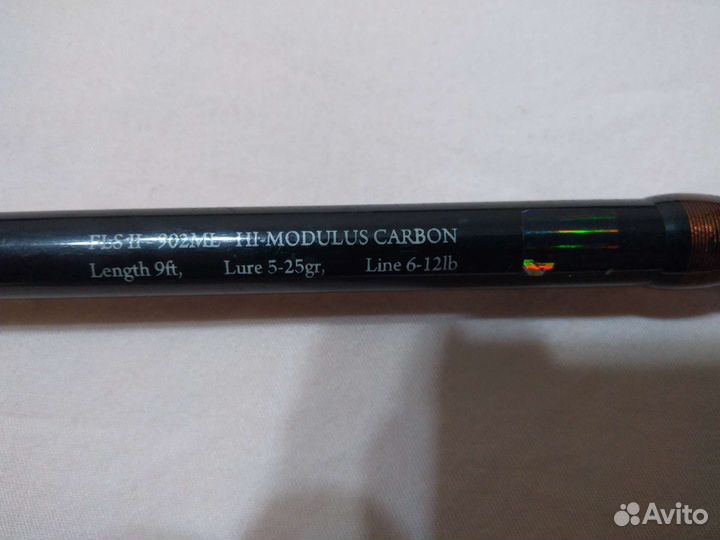 FLS II 902ML HI-MODULUS CARBON
Length 9ft, Lure 5-25gr, Line 6-12lb
Avito